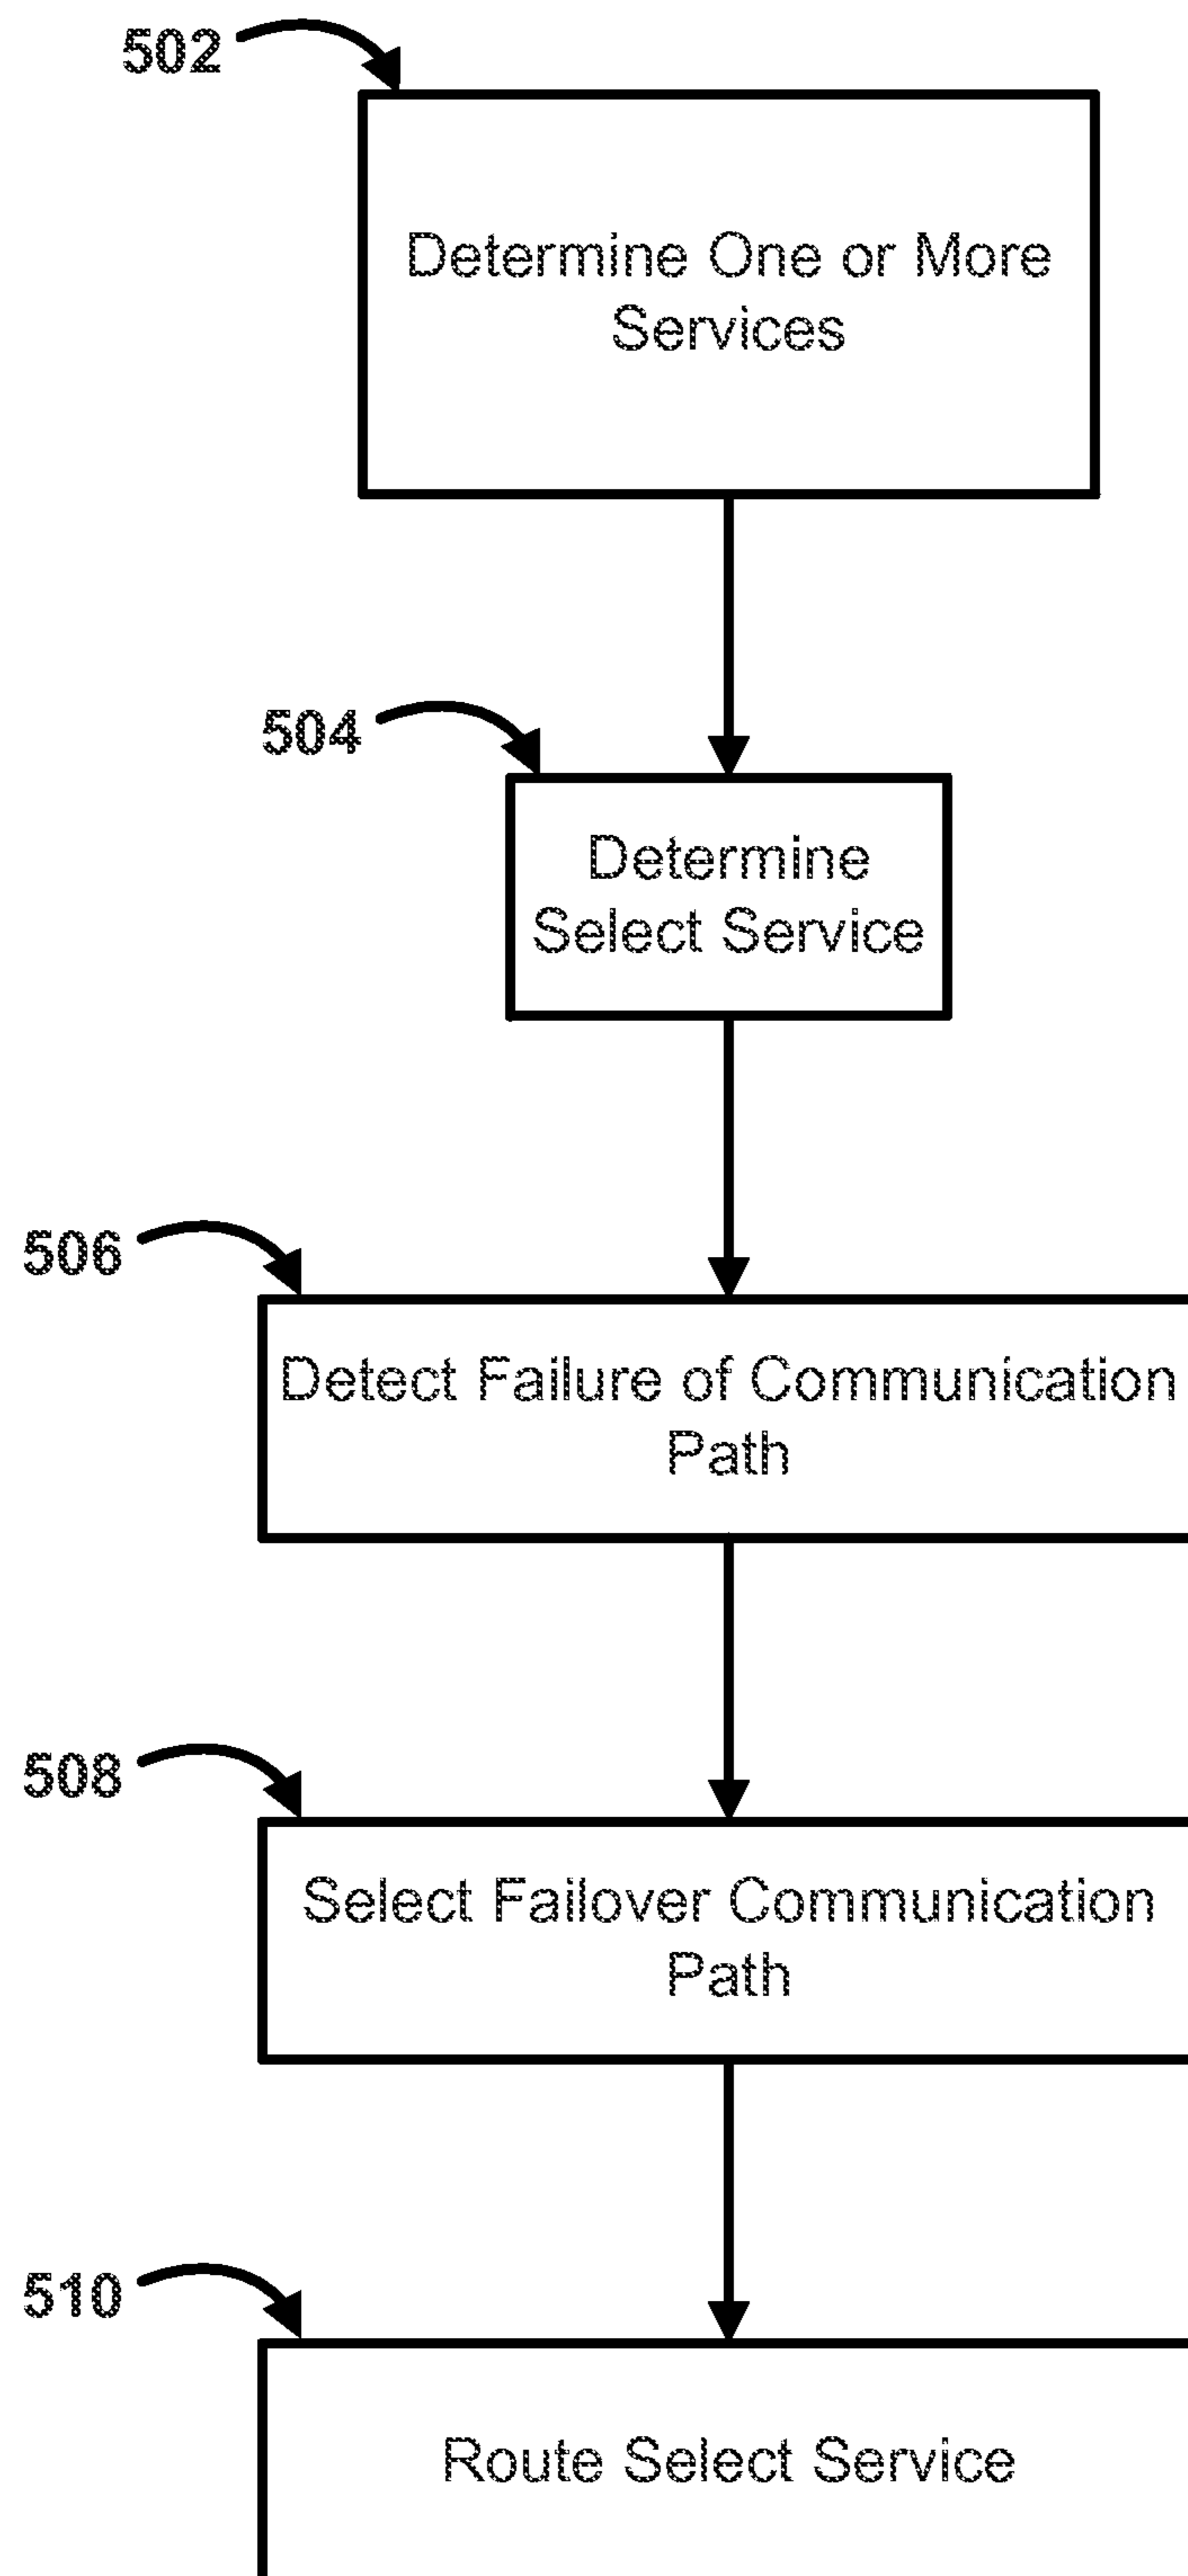 502
Determine One or More
Services
504
Determine
Select Service
506
Detect Failure of Communication
Path
508
Select Failover Communication
Path
510
Route Select Service